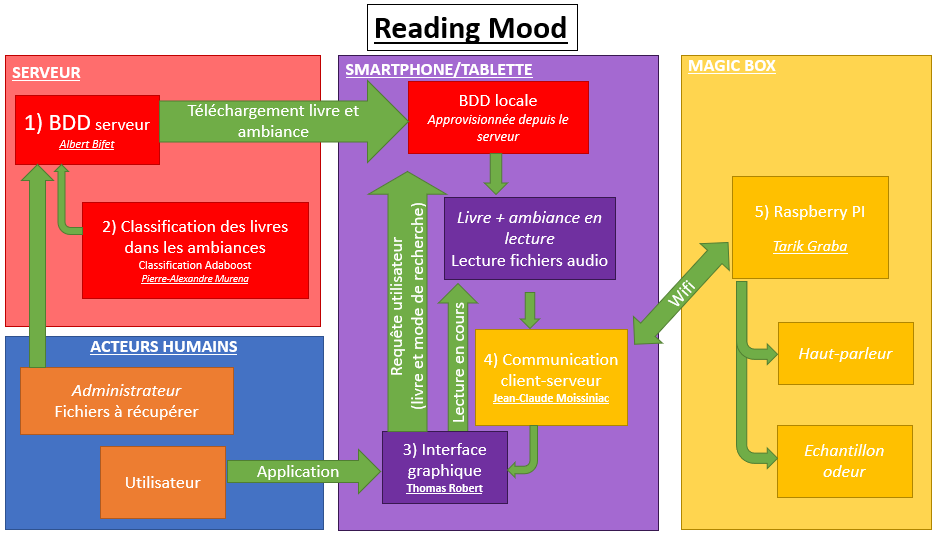 Reading Mood
SERVEUR
1) BDD serveur
Albert Bifet
Téléchargement livre et
ambiance
2) Classification des livres
dans les ambiances
Classification Adaboost
Pierre-Alexandre Murena
ACTEURS HUMAINS
Administrateur
Fichiers à récupérer
Utilisateur
Application
SMARTPHONE/TABLETTE
BDD locale
Approvisionnée depuis le
serveur
Livre + ambiance en
lecture
Lecture fichiers audio
Requête utilisateur
(livre et mode de recherche)
Lecture en cours
4) Communication
client-serveur
Jean-Claude Moissiniac
3) Interface
graphique
Thomas Robert
Wifi
MAGIC BOX
5) Raspberry PI
Tarik Graba
Haut-parleur
Echantillon
odeur